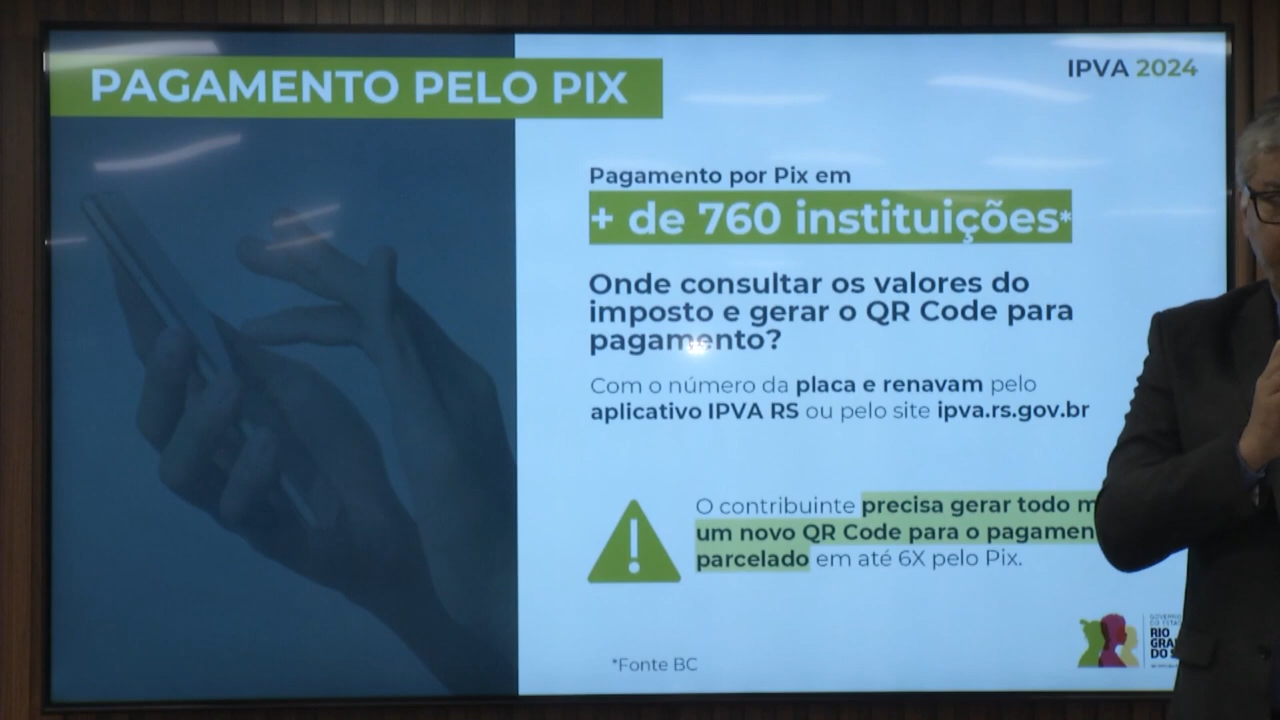 PAGAMENTO PELO PIX
IPVA 2024
Pagamento por Pix em
+ de 760 instituições*
Onde consultar os valores do
imposto e gerar o QR Code para
pagamento?
Com o número da placa e renavam pelo
aplicativo IPVA RS ou pelo site ipva.rs.gov.br
O contribuinte precisa gerar todo
um novo QR Code para o
parcelado em até 6X pelo Pix.
RIO
DO
*Fonte BC